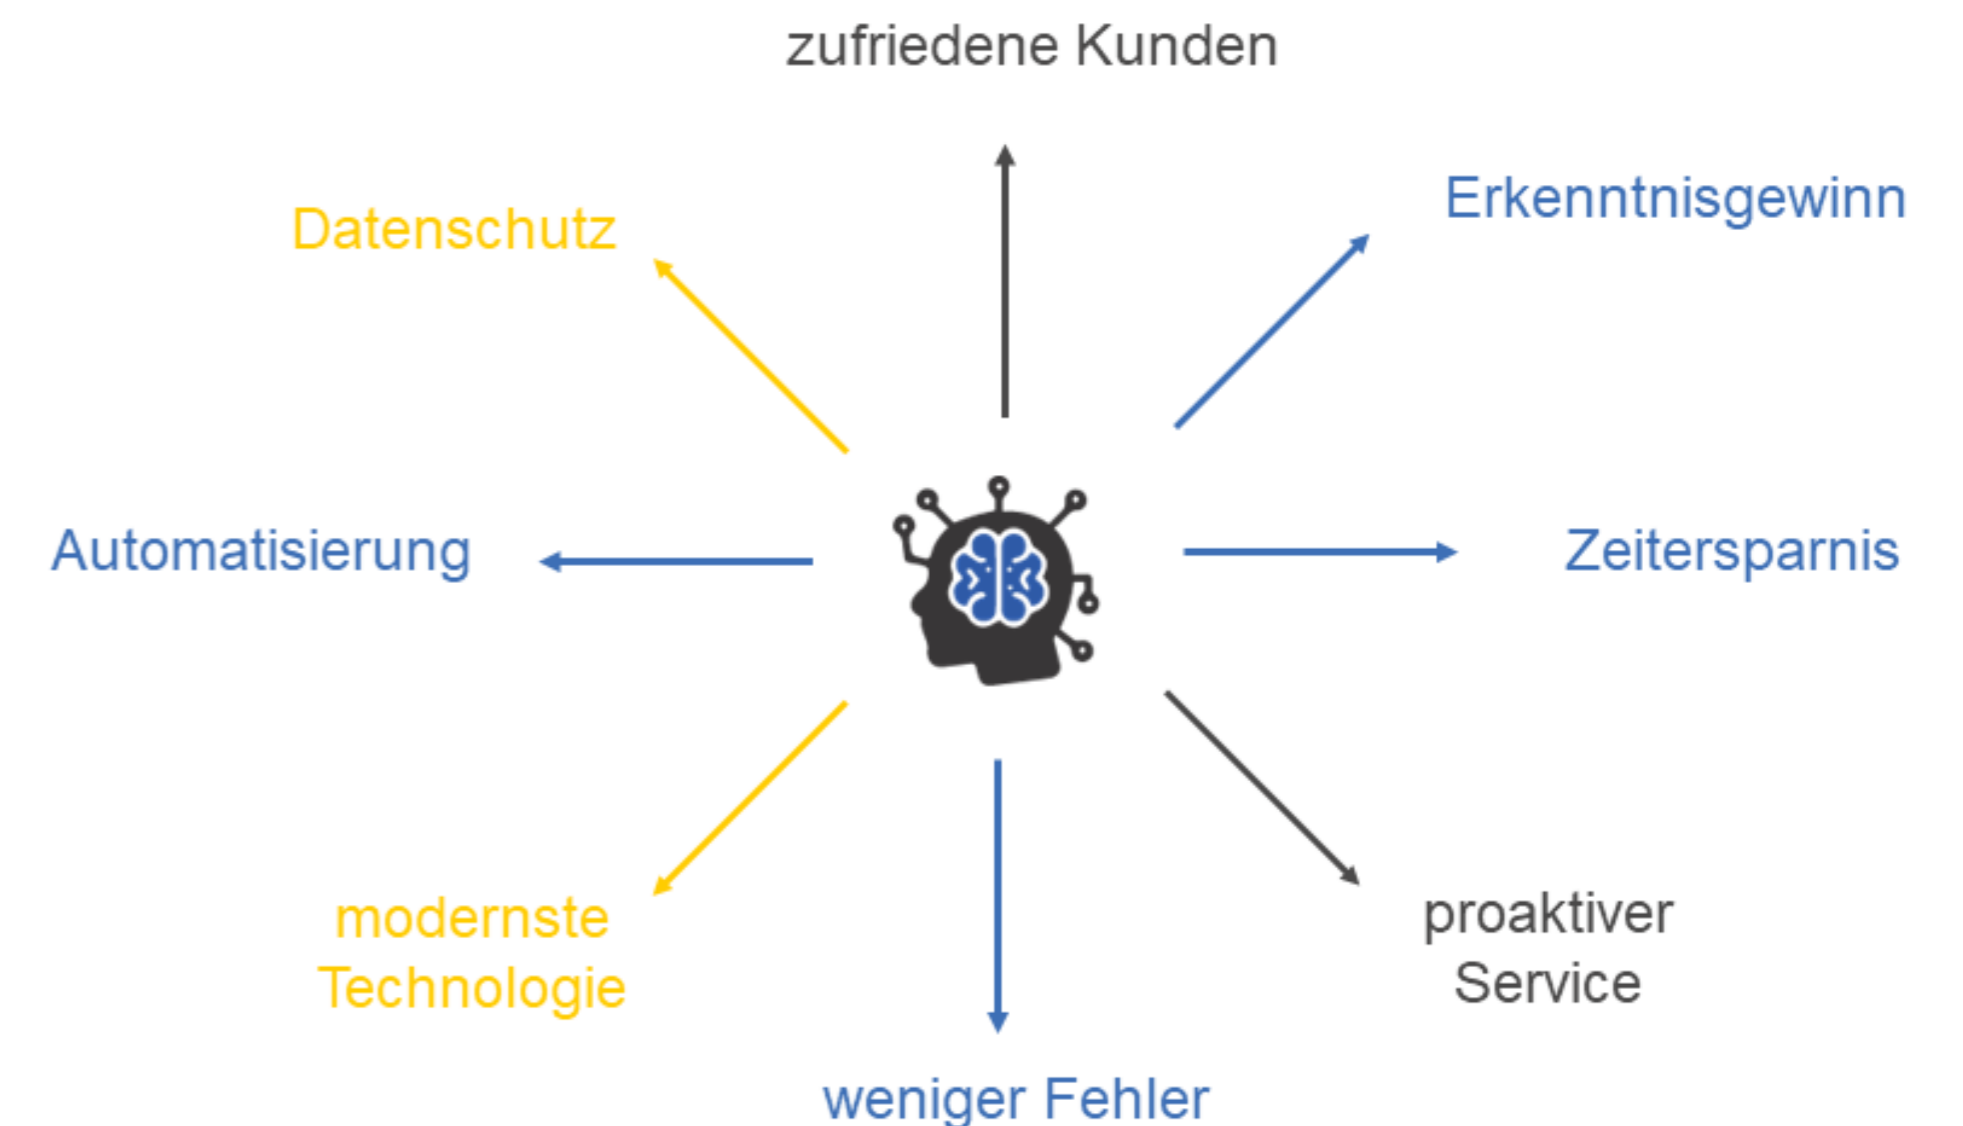 zufriedene Kunden
Erkenntnisgewinn
Datenschutz
Automatisierung
Zeitersparnis
modernste
Technologie
proaktiver
Service
weniger Fehler